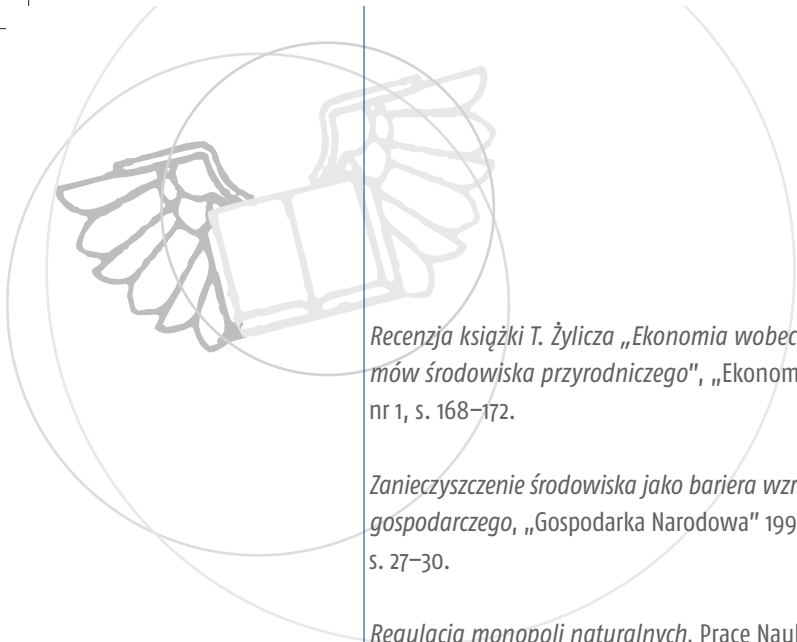 Recenzja książki T. Żylicza „Ekonomia wobec
mów środowiska przyrodniczego”, „Ekonom
nr 1, s. 168–172.
Zanieczyszczenie środowiska jako bariera wzr
gospodarczego, „Gospodarka Narodowa” 199
s. 27–30.
Regulacja monopoli naturalnych, Prace Nauk